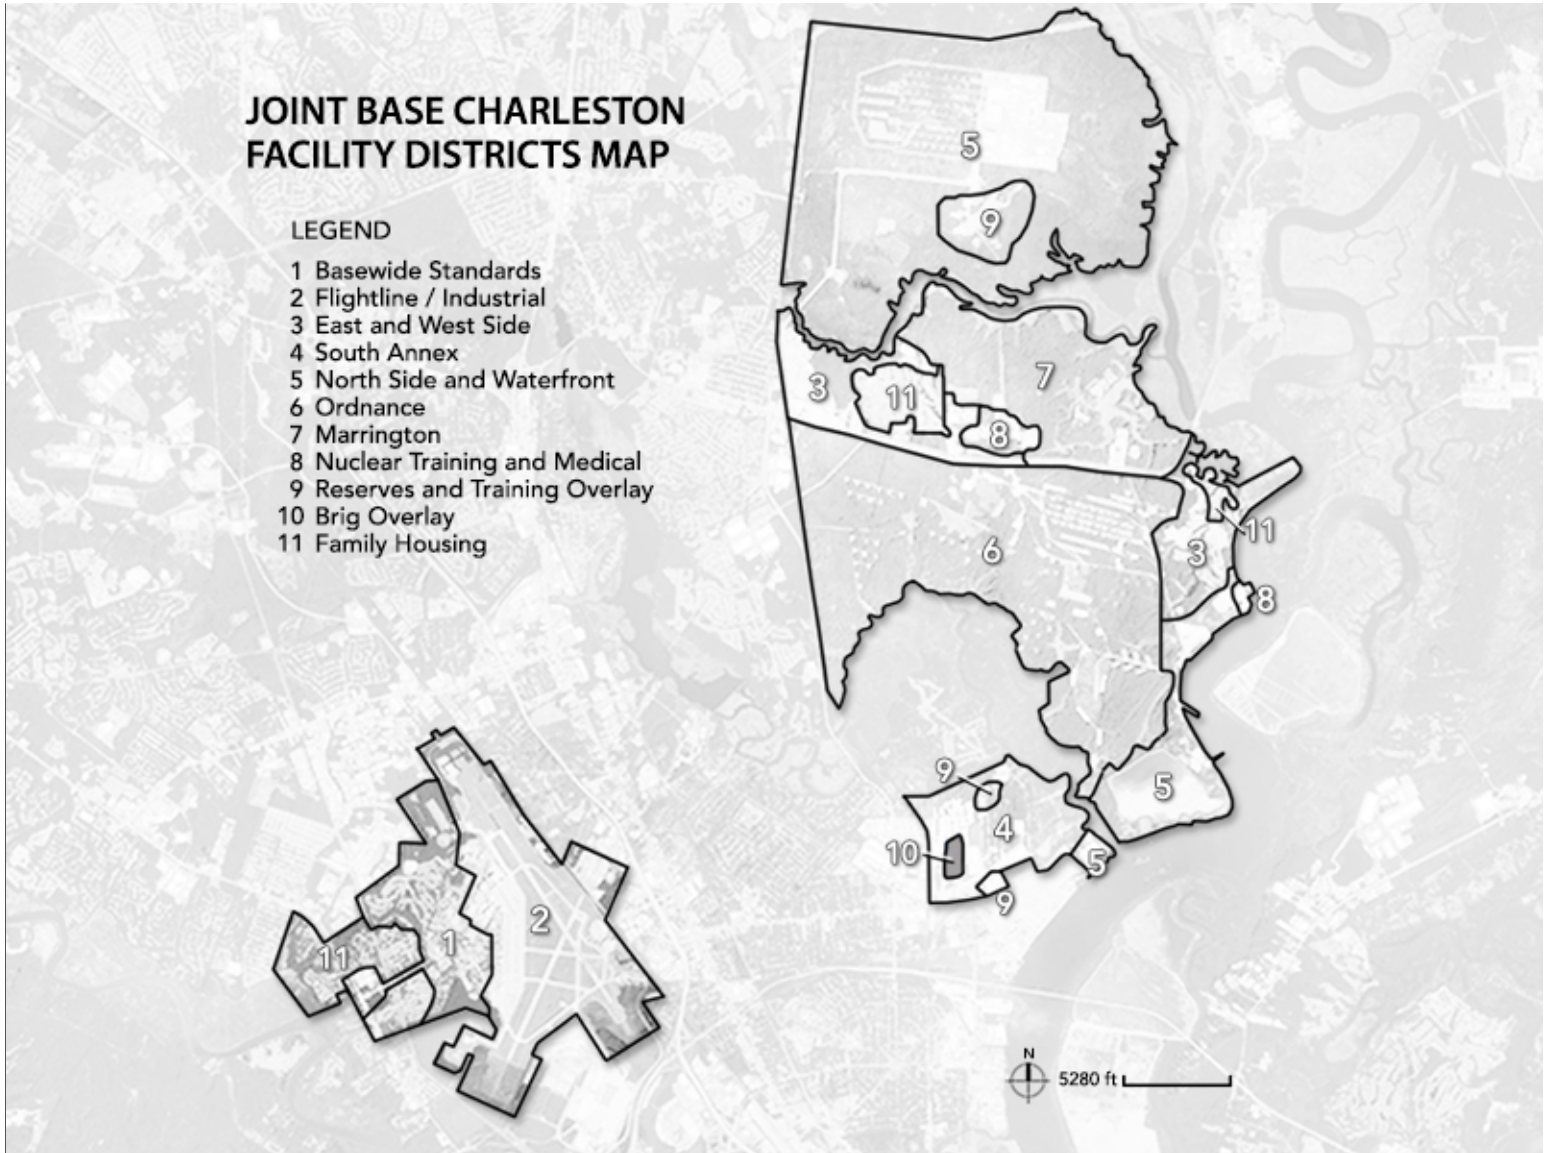 JOINT BASE CHARLESTON
FACILITY DISTRICTS MAP
LEGEND
1 Basewide Standards
2 Flightline / Industrial
3 East and West Side
4 South Annex
5 North Side and Waterfront
6 Ordnance
7 Marrington
8 Nuclear Training and Medical
9 Reserves and Training Overlay
10 Brig Overlay
11 Family Housing
5
9
7
3
11
8
11
3
6
8
9
5
4
10
5
9
2
1
11
N
5280 ft